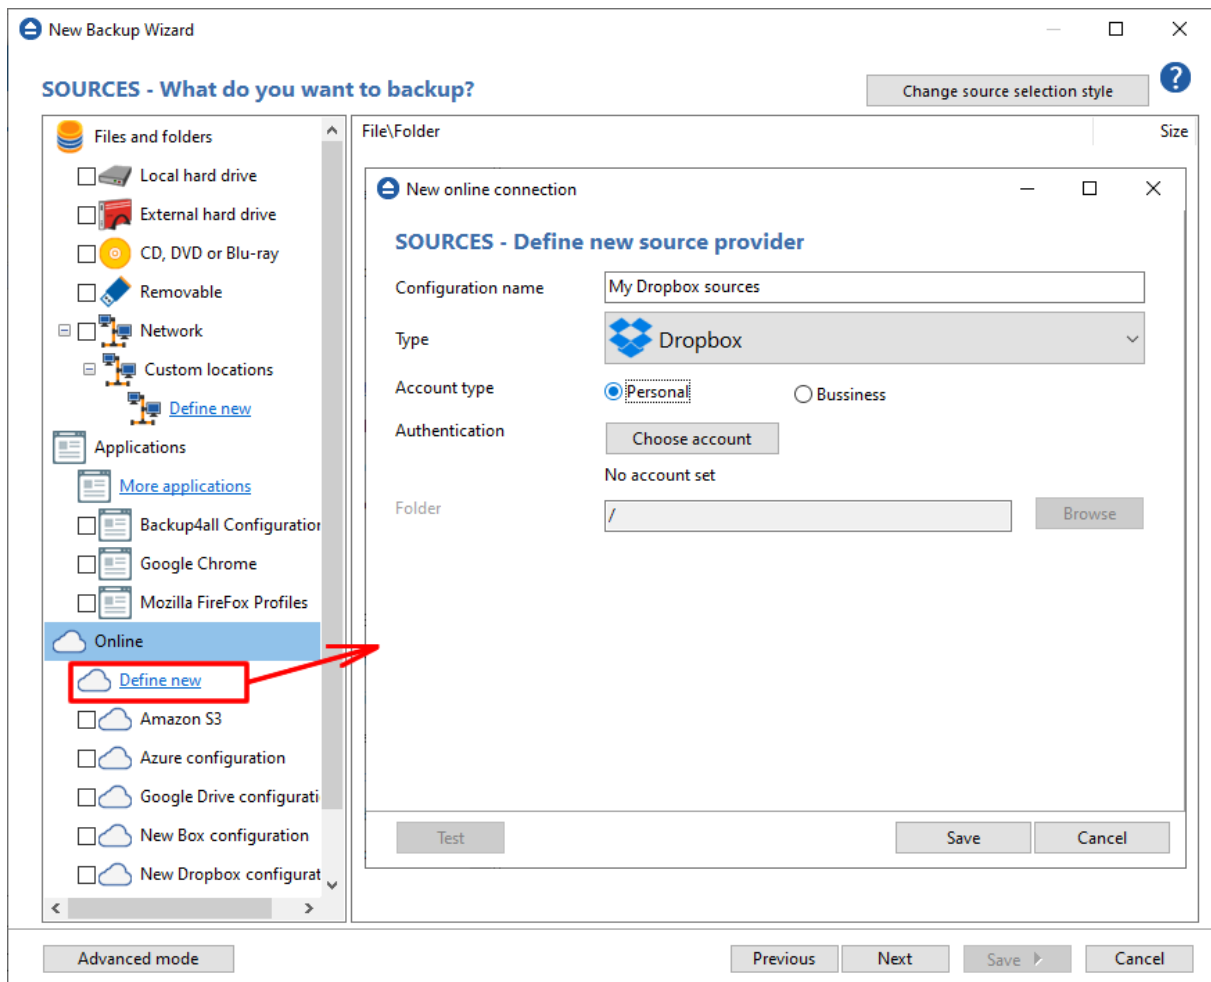 New Backup Wizard
SOURCES - What do you want to backup?
Change source selection style
?
Files and folders
Local hard drive
External hard drive
CD, DVD or Blu-ray
Removable
Network
Custom locations
Define new
Applications
More applications
Backup4all Configuration
Google Chrome
Mozilla FireFox Profiles
Online
Define new
Amazon S3
Azure configuration
Google Drive configurati
New Box configuration
New Dropbox configurat
File\Folder
Size
New online connection
SOURCES - Define new source provider
Configuration name
My Dropbox sources
Type
Dropbox
Account type
Personal
Bussiness
Authentication
Choose account
No account set
Folder
/
Browse
Test
Save
Cancel
Advanced mode
Previous
Next
Save
Cancel